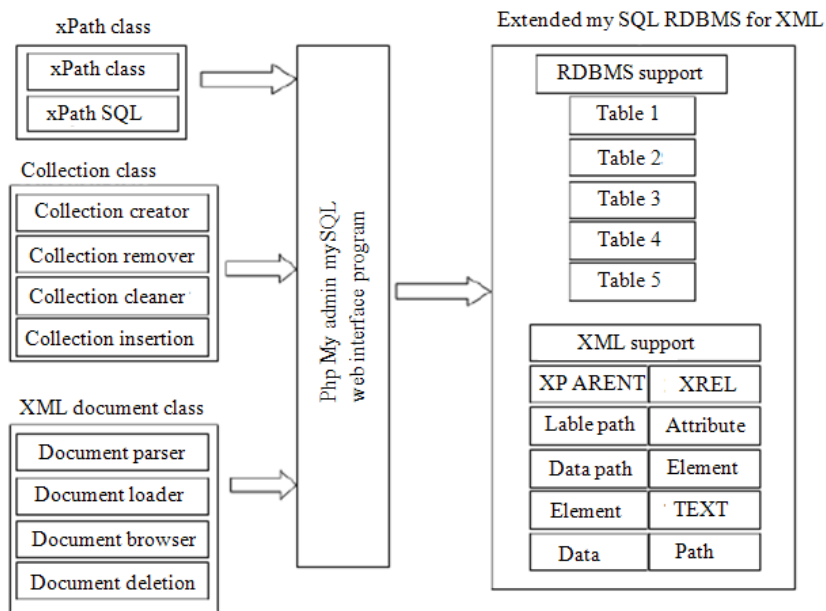 xPath class
xPath class
xPath SQL
Collection class
Collection creator
Collection remover
Collection cleaner
Collection insertion
XML document class
Document parser
Document loader
Document browser
Document deletion
Php My admin mySQL
web interface program
Extended my SQL RDBMS for XML
RDBMS support
Table 1
Table 2
Table 3
Table 4
Table 5
XML support
XP ARENT XREL
Lable path Attribute
Data path Element
Element TEXT
Data Path